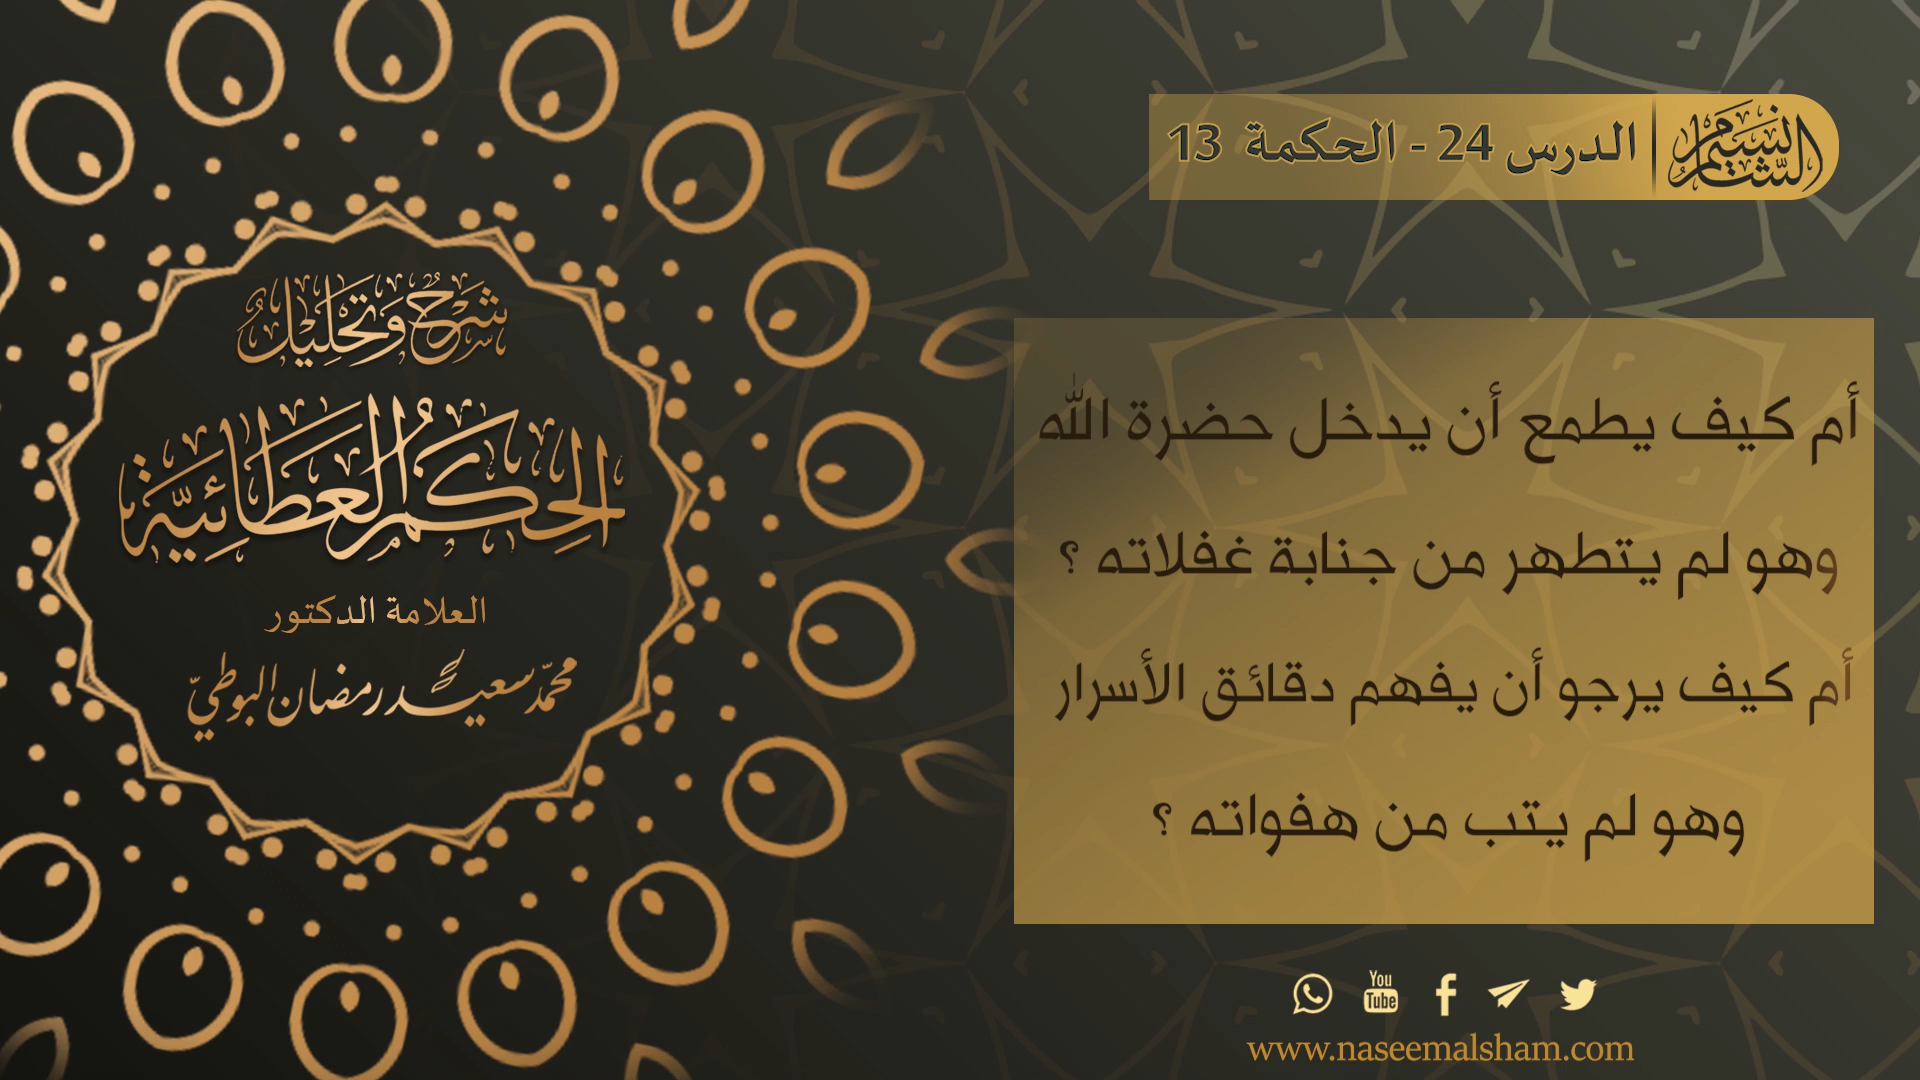 نسيم الشام
الدرس 24 - الحكمة 13
شرح وتحليل
الحكم العطائية
العلامة الدكتور
محمد سعيد رمضان البوطي
أم كيف يطمع أن يدخل حضرة الله
وهو لم يتطهر من جنابة غفلاته ؟
أم كيف يرجو أن يفهم دقائق الأسرار
وهو لم يتب من هفواته ؟
You
Tube
www.naseemalsham.com